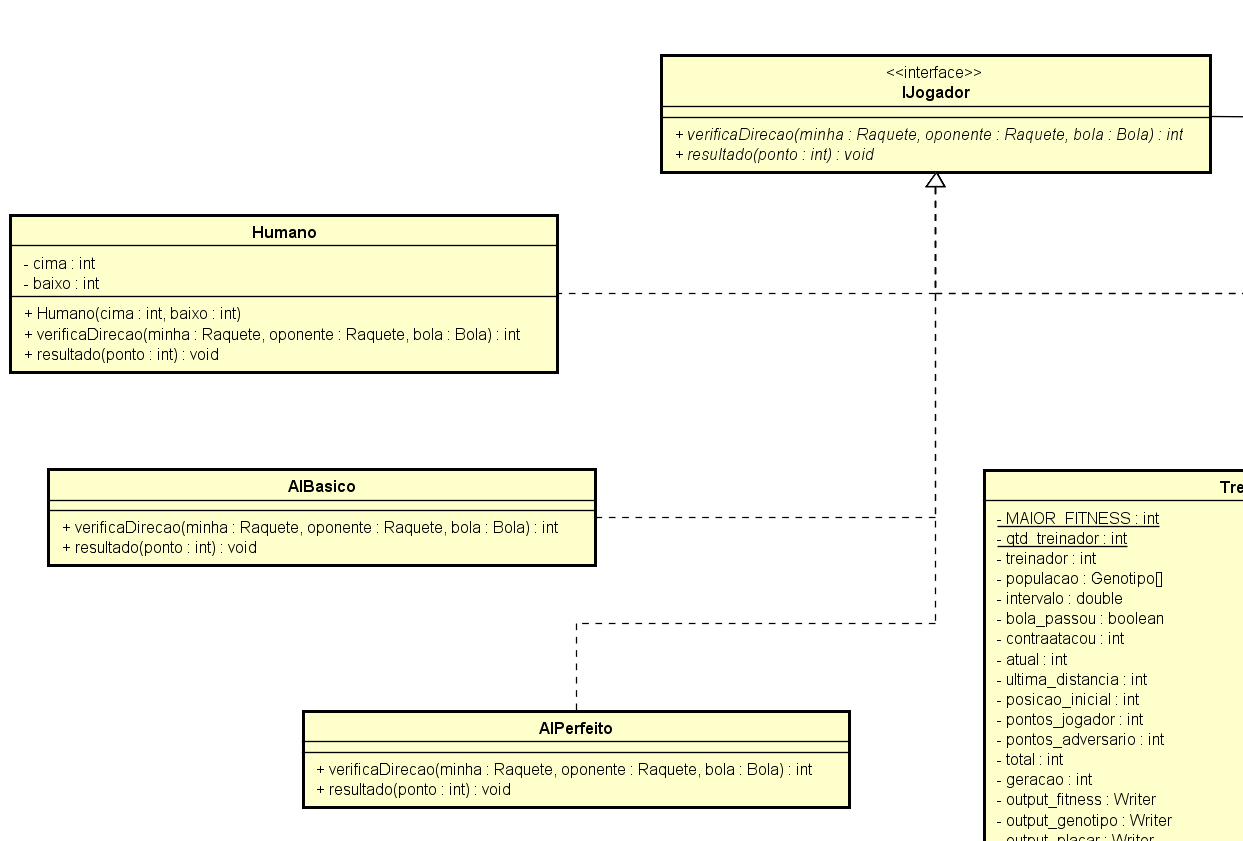 <<interface>>
IJogador
+ verificaDirecao(minha : Raquete, oponente : Raquete, bola : Bola) : int
+ resultado(ponto : int) : void
Humano
- cima : int
- baixo : int
+ Humano(cima : int, baixo : int)
+ verificaDirecao(minha : Raquete, oponente : Raquete, bola : Bola) : int
+ resultado(ponto : int) : void
AIBasico
+ verificaDirecao(minha : Raquete, oponente : Raquete, bola : Bola) : int
+ resultado(ponto : int) : void
AIPerfeito
+ verificaDirecao(minha : Raquete, oponente : Raquete, bola : Bola) : int
+ resultado(ponto : int) : void
Tre
- MAIOR_FITNESS : int
- qtd_treinador : int
- treinador : int
- populacao : Genotipo[]
- intervalo : double
- bola_passou : boolean
- contraatacou : int
- atual : int
- ultima_distancia : int
- posicao_inicial : int
- pontos_jogador : int
- pontos_adversario : int
- total : int
- geracao : int
- output_fitness : Writer
- output_genotipo : Writer
- output_placar : Writer